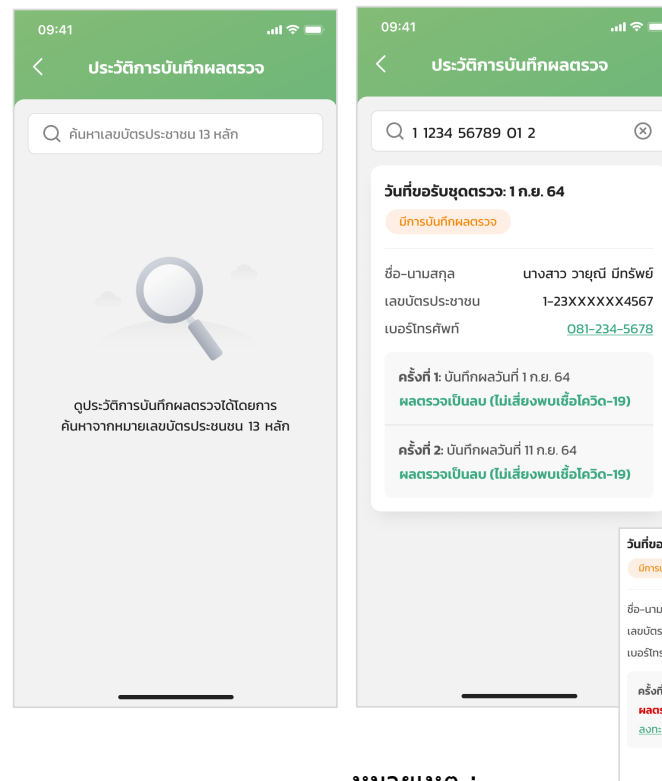 09:41
ประวัติการบันทึกผลตรวจ
ค้นหาเลขบัตรประชาชน 13 หลัก
ดูประวัติการบันทึกผลตรวจได้โดยการ
ค้นหาจากหมายเลขบัตรประชนชน 13 หลัก
09:41
ประวัติการบันทึกผลตรวจ
1 1234 56789 01 2
วันที่ขอรับชุดตรวจ: 1 ก.ย. 64
มีการบันทึกผลตรวจ
ชื่อ-นามสกุล นางสาว วายุณี มีทรัพย์
เลขบัตรประชาชน 1-23XXXXXX4567
เบอร์โทรศัพท์ 081-234-5678
ครั้งที่ 1: บันทึกผลวันที่ 1 ก.ย. 64
ผลตรวจเป็นลบ (ไม่เสี่ยงพบเชื้อโควิด-19)
ครั้งที่ 2: บันทึกผลวันที่ 11 ก.ย. 64
ผลตรวจเป็นลบ (ไม่เสี่ยงพบเชื้อโควิด-19)